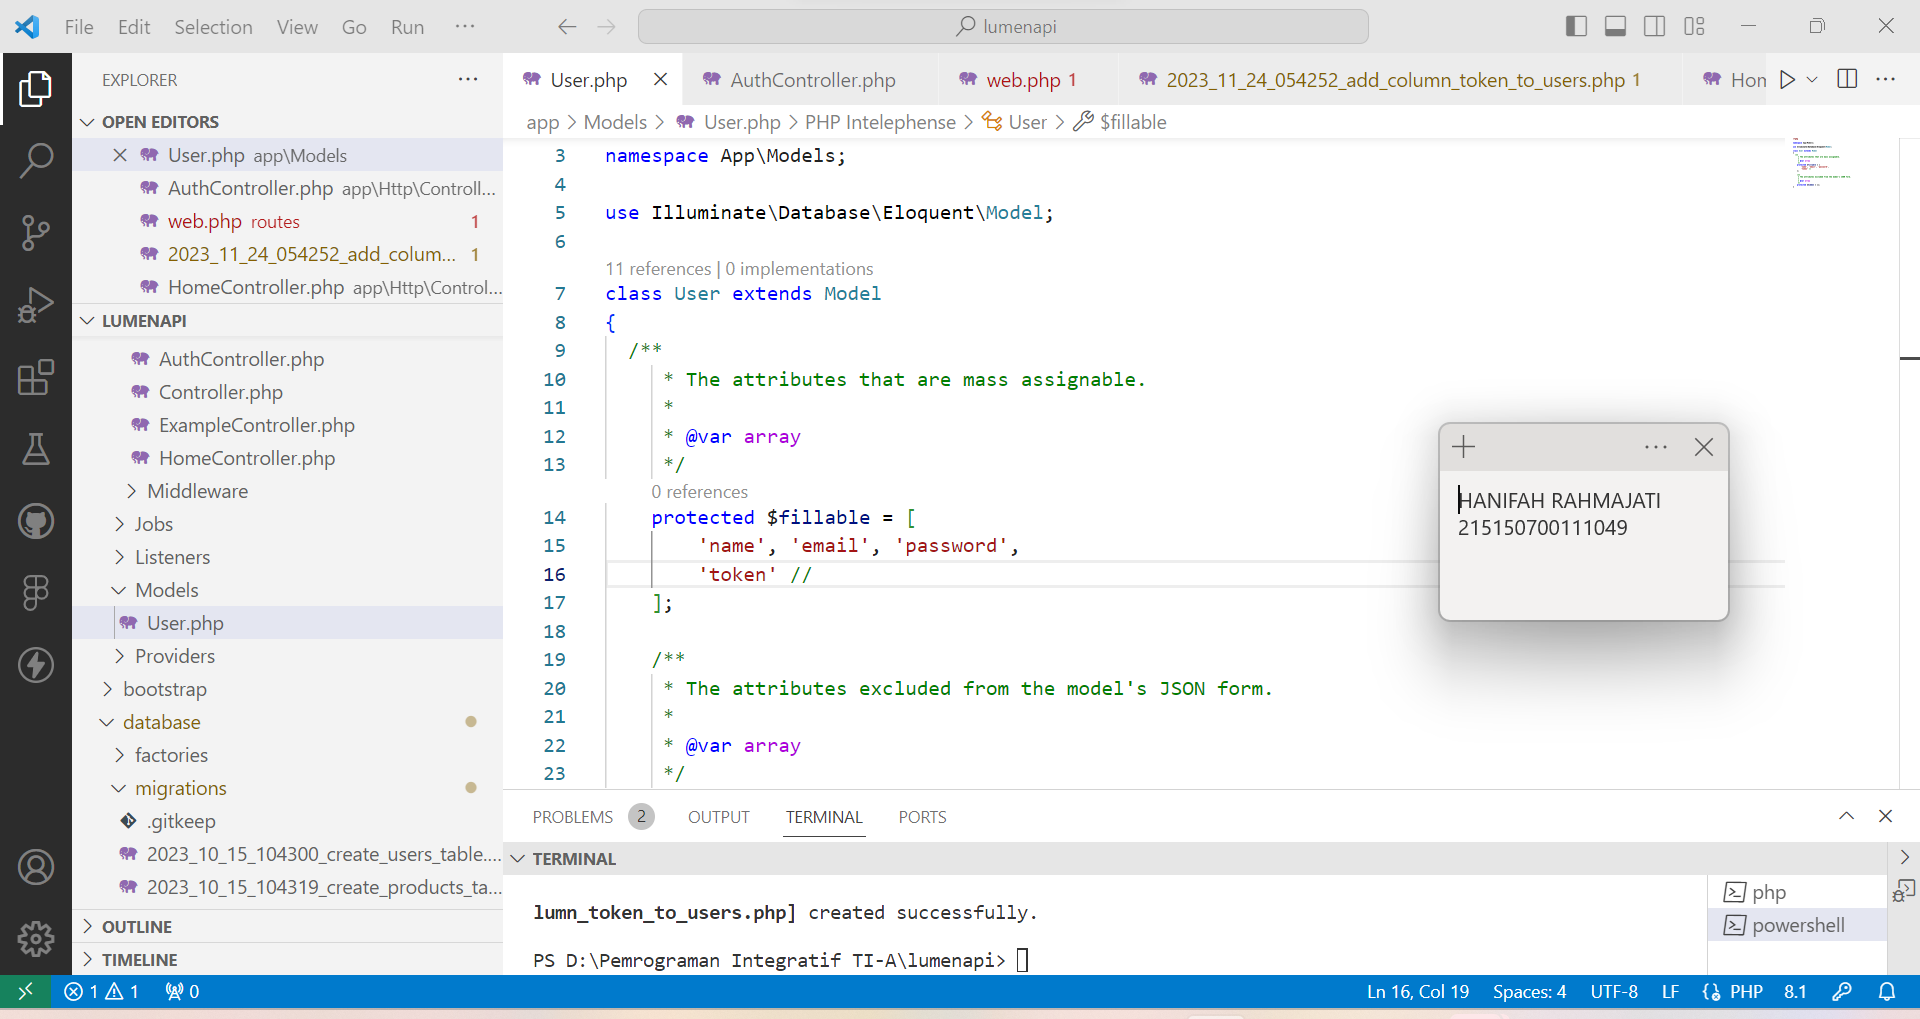 File Edit Selection View Go Run ···
lumenapi
EXPLORER
OPEN EDITORS
User.php app\Models
AuthController.php app\Http\Controll...
web.php routes 1
2023_11_24_054252_add_colum... 1
HomeController.php app\Http\Control...
LUMENAPI
AuthController.php
Controller.php
ExampleController.php
HomeController.php
Middleware
Jobs
Listeners
Models
User.php
Providers
bootstrap
database
factories
migrations
.gitkeep
2023_10_15_104300_create_users_table....
2023_10_15_104319_create_products_ta...
OUTLINE
TIMELINE
User.php AuthController.php web.php 1 2023_11_24_054252_add_column_token_to_users.php 1 Hon
app > Models > User.php > PHP Intelephense > User > $fillable
3 namespace App\Models;
4
5 use Illuminate\Database\Eloquent\Model;
6
11 references | 0 implementations
7 class User extends Model
8 {
9 /**
10 * The attributes that are mass assignable.
11 *
12 * @var array
13 */
0 references
14 protected $fillable = [
15 'name', 'email', 'password',
16 'token' //
17 ];
18
19 /**
20 * The attributes excluded from the model's JSON form.
21 *
22 * @var array
23 */
HANIFAH RAHMAJATI
215150700111049
PROBLEMS 2 OUTPUT TERMINAL PORTS
TERMINAL
lumn_token_to_users.php] created successfully.
PS D:\Pemrograman Integratif TI-A\lumenapi>
php
powershell
1 1 0
Ln 16, Col 19 Spaces: 4 UTF-8 LF PHP 8.1